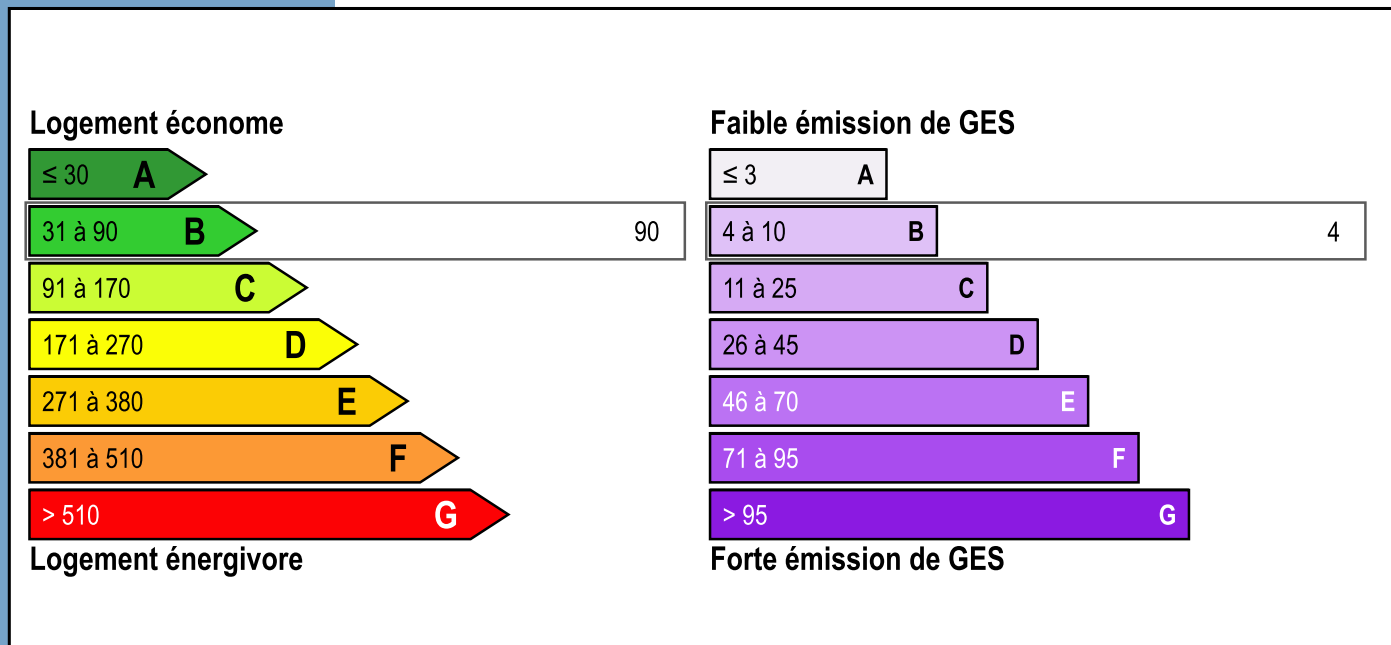 Logement économe
≤ 30 A
31 à 90 B 90
91 à 170 C
171 à 270 D
271 à 380 E
381 à 510 F
> 510 G
Logement énergivore
Faible émission de GES
≤ 3 A
4 à 10 B 4
11 à 25 C
26 à 45 D
46 à 70 E
71 à 95 F
> 95 G
Forte émission de GES